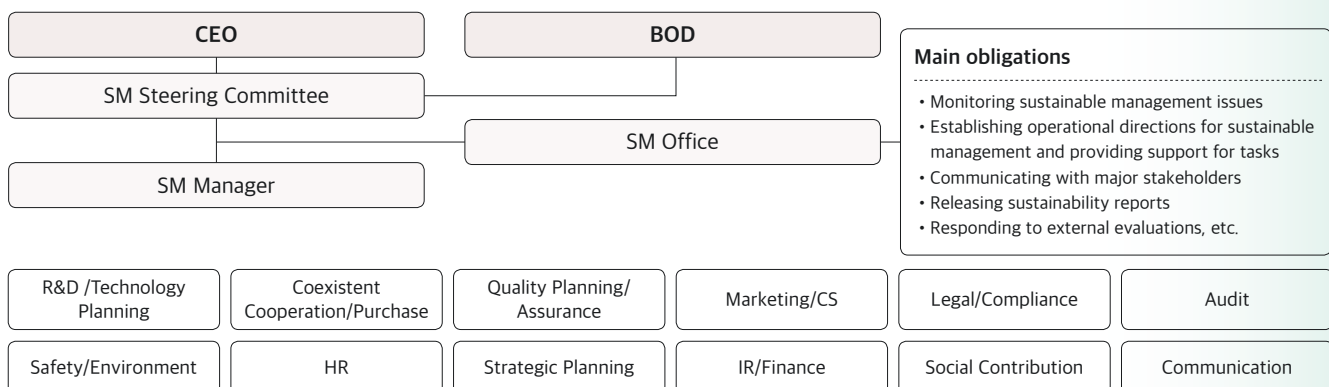 CEO
BOD
SM Steering Committee
SM Office
SM Manager
Main obligations
• Monitoring sustainable management issues
• Establishing operational directions for sustainable
management and providing support for tasks
• Communicating with major stakeholders
• Releasing sustainability reports
• Responding to external evaluations, etc.
R&D /Technology
Planning
Coexistent
Cooperation/Purchase
Quality Planning/
Assurance
Marketing/CS
Legal/Compliance
Audit
Safety/Environment
HR
Strategic Planning
IR/Finance
Social Contribution
Communication